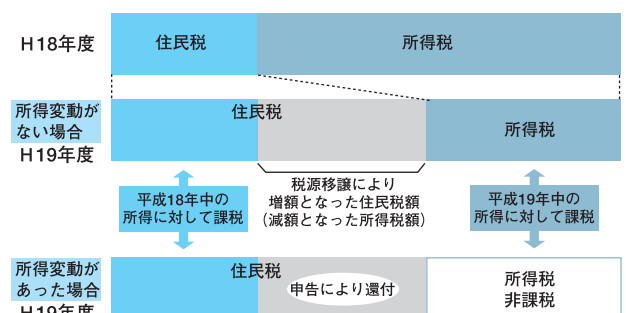 H18年度
住民税
所得税
所得変動が
ない場合
H19年度
住民税
所得税
税源移譲により
増額となった住民税額
（減額となった所得税額）
平成18年中の
所得に対して課税
平成19年中の
所得に対して課税
所得変動が
あった場合
H19年度
住民税
申告により還付
所得税
非課税